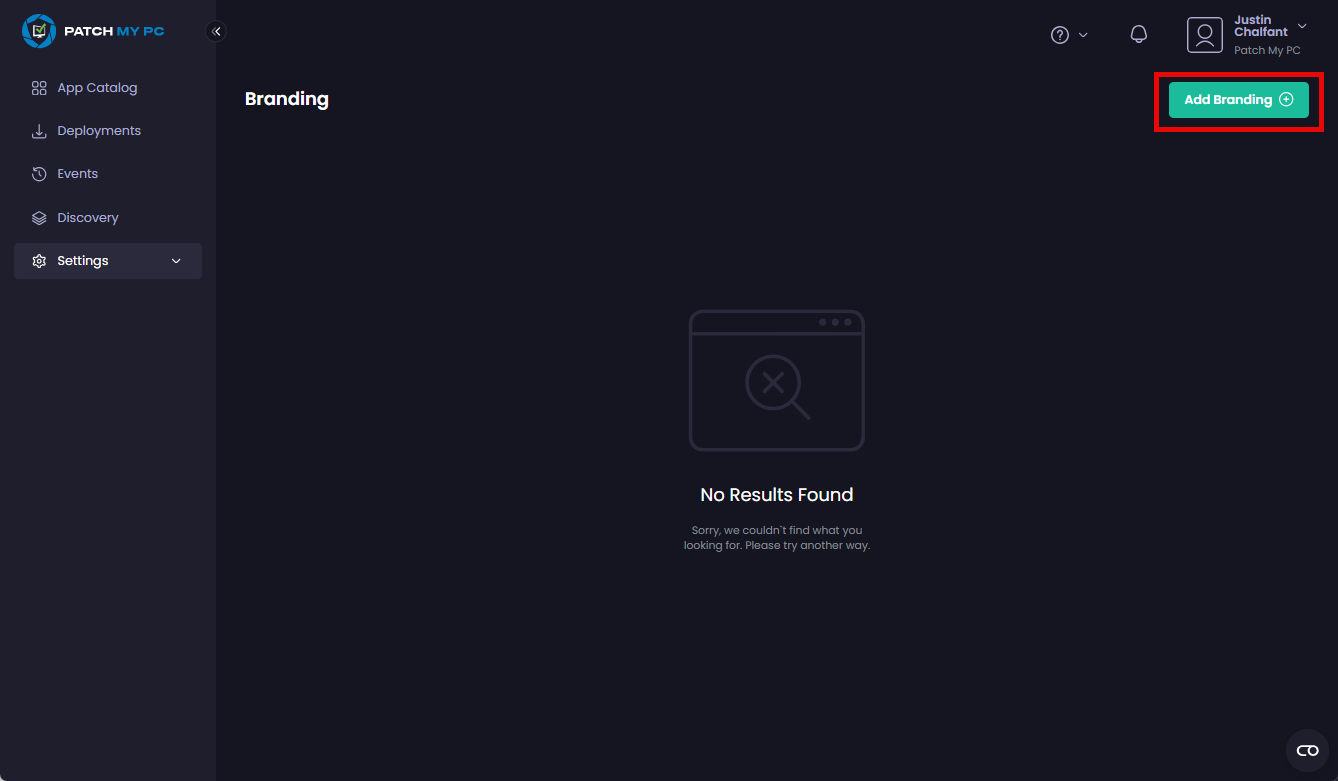 PATCH MY PC
App Catalog
Deployments
Events
Discovery
Settings
Justin
Chalfant
Patch My PC
Branding
Add Branding
No Results Found
Sorry, we couldn`t find what you
looking for. Please try another way.